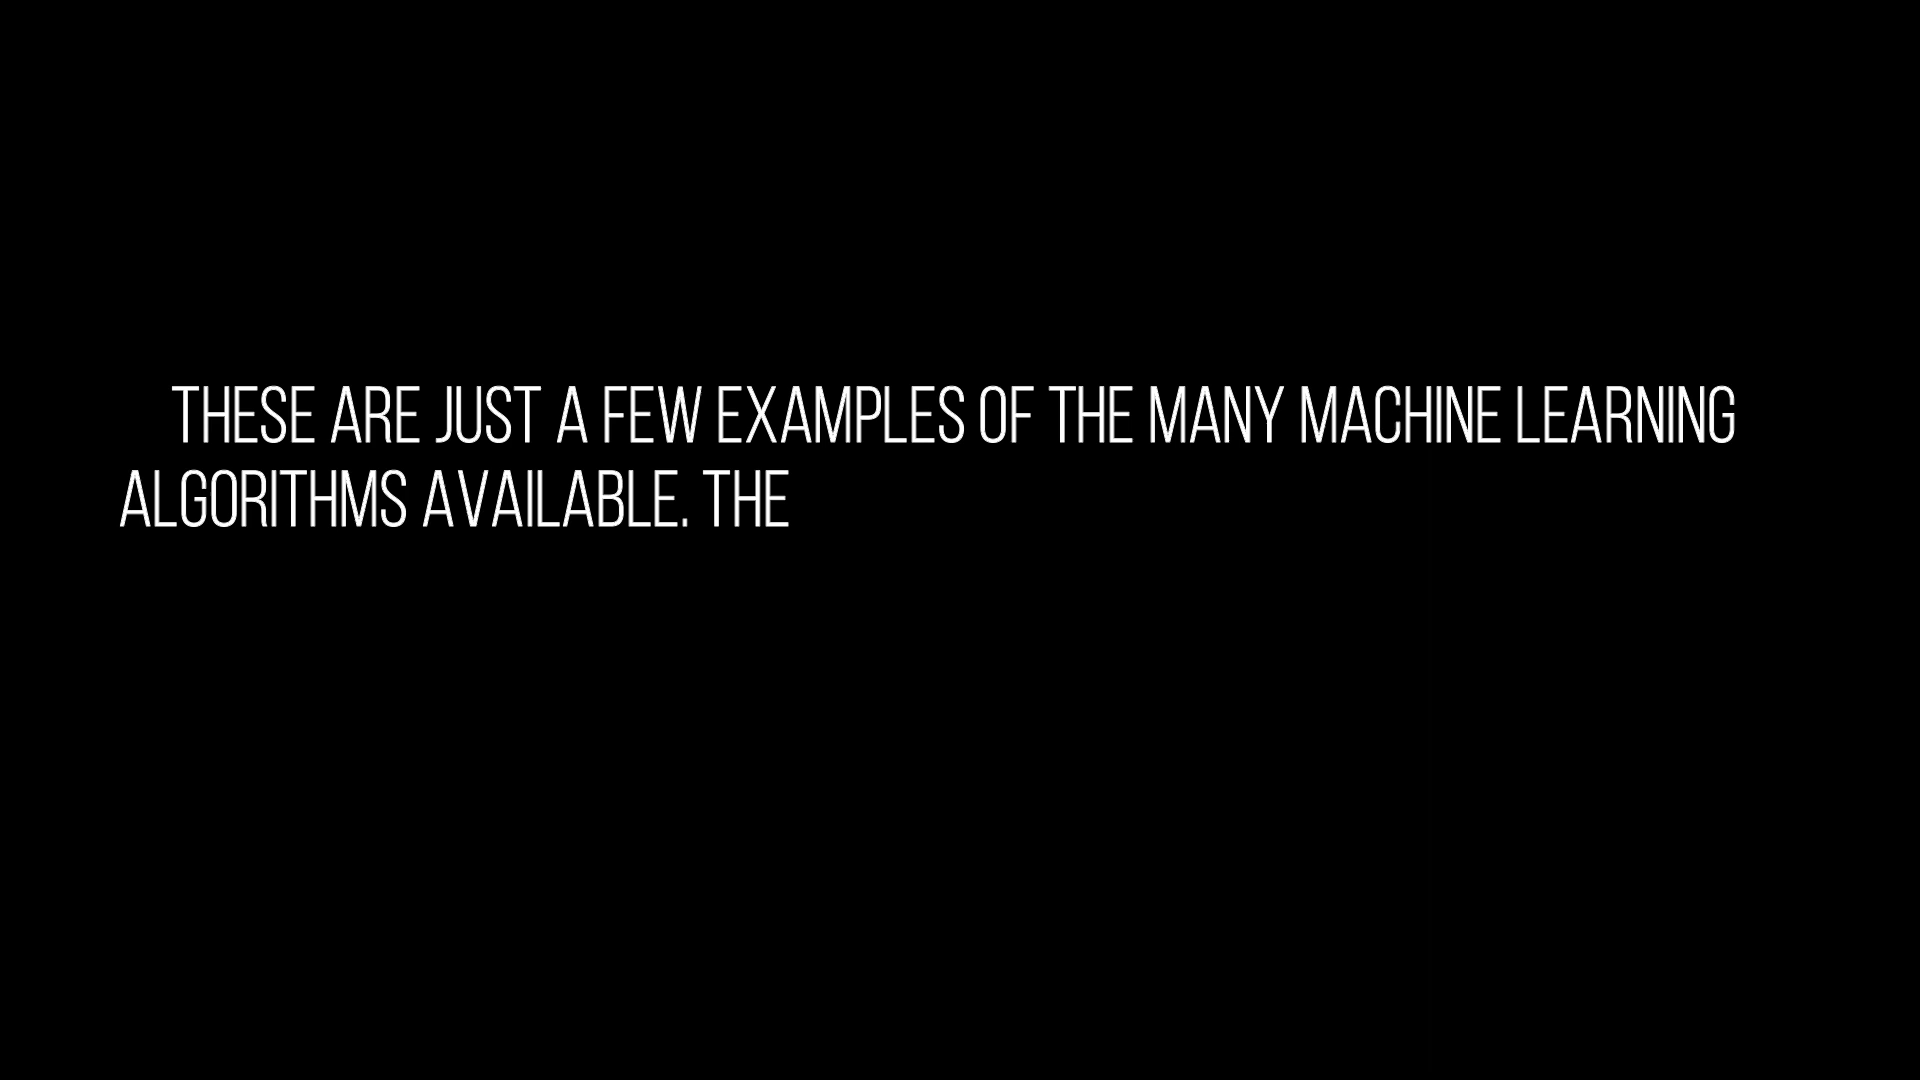 THESE ARE JUST A FEW EXAMPLES OF THE MANY MACHINE LEARNING
ALGORITHMS AVAILABLE. THE